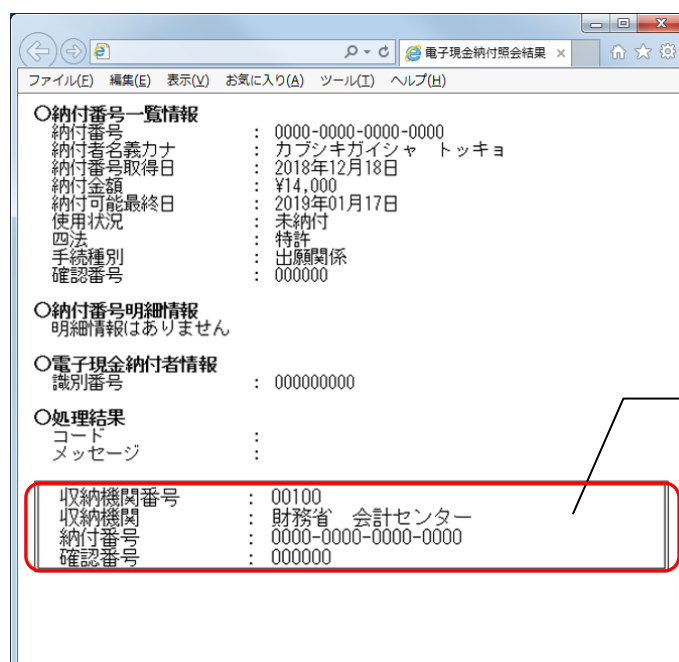 電子現金納付照会結果
ファイル(F) 編集(E) 表示(V) お気に入り(A) ツール(T) ヘルプ(H)
○納付番号一覧情報
納付番号 : 0000-0000-0000-0000
納付者名義カナ : カブシキガイシャ トッキョ
納付番号取得日 : 2018年12月18日
納付金額 : ¥14,000
納付可能最終日 : 2019年01月17日
使用状況 : 未納付
四法 : 特許
手続種別 : 出願関係
確認番号 : 000000
○納付番号明細情報
明細情報はありません
○電子現金納付者情報
識別番号 : 000000000
○処理結果
コード :
メッセージ :
収納機関番号 : 00100
収納機関 : 財務省 会計センター
納付番号 : 0000-0000-0000-0000
確認番号 : 000000